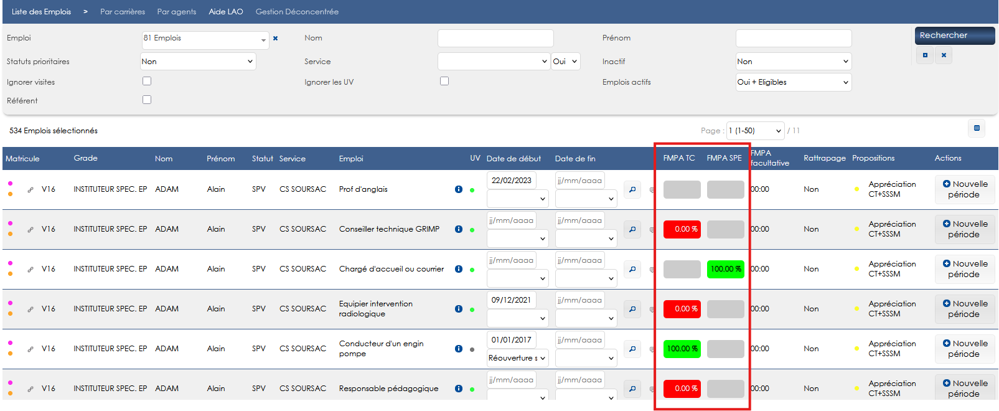 Liste des Emplois > Par carrières Par agents Aide LAO Gestion Déconcentrée
Emploi 81 Emplois Nom Prénom Rechercher
Statuts prioritaires Non Service Oui Inactif Non
Ignorer visites Ignorer les UV Emplois actifs Oui + Eligibles
Référent
534 Emplois sélectionnés Page : 1 (1-50) / 11
Matricule Grade Nom Prénom Statut Service Emploi UV Date de début Date de fin FMPA TC FMPA SPE FMPA facultative Rattrapage Propositions Actions
V16 INSTITUTEUR SPEC. EP ADAM Alain SPV CS SOURSAC Prof d'anglais 22/02/2023 jj/mm/aaaa 00:00 Non Appréciation CT+SSSM Nouvelle période
V16 INSTITUTEUR SPEC. EP ADAM Alain SPV CS SOURSAC Conseiller technique GRIMP jj/mm/aaaa jj/mm/aaaa 0.00 % 00:00 Non Appréciation CT+SSSM Nouvelle période
V16 INSTITUTEUR SPEC. EP ADAM Alain SPV CS SOURSAC Chargé d'accueil ou courrier jj/mm/aaaa jj/mm/aaaa 100.00 % 00:00 Non Appréciation CT+SSSM Nouvelle période
V16 INSTITUTEUR SPEC. EP ADAM Alain SPV CS SOURSAC Equipier intervention radiologique 09/12/2021 jj/mm/aaaa 0.00 % 00:00 Non Appréciation CT+SSSM Nouvelle période
V16 INSTITUTEUR SPEC. EP ADAM Alain SPV CS SOURSAC Conducteur d'un engin pompe 01/01/2017 Réouverture s jj/mm/aaaa 100.00 % 00:00 Non Appréciation CT+SSSM Nouvelle période
V16 INSTITUTEUR SPEC. EP ADAM Alain SPV CS SOURSAC Responsable pédagogique jj/mm/aaaa jj/mm/aaaa 0.00 % 00:00 Non Appréciation CT+SSSM Nouvelle période